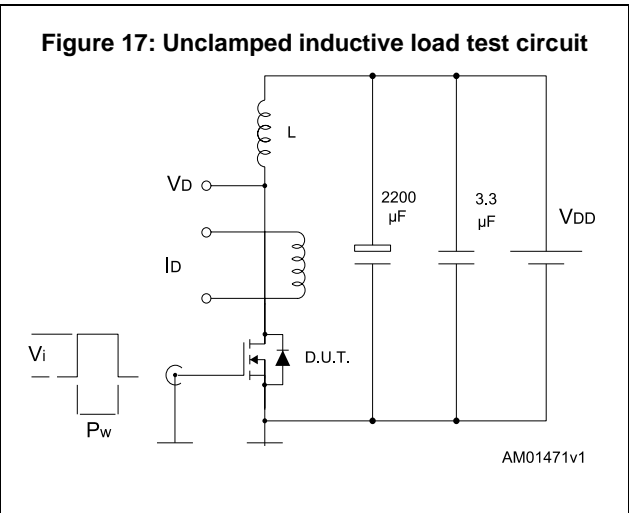 Figure 17: Unclamped inductive load test circuit
L
VD
2200
µF
3.3
µF
VDD
ID
Vi
D.U.T.
Pw
AM01471v1